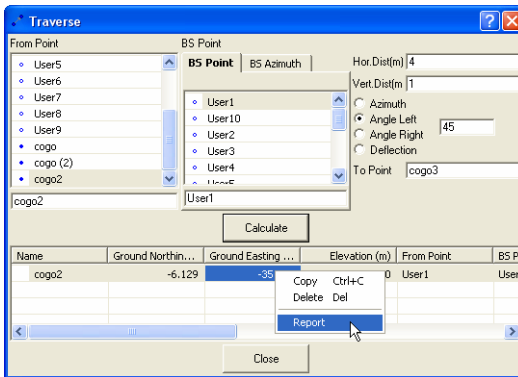 Traverse
From Point
BS Point
User5
User6
User7
User8
User9
cogo
cogo (2)
cogo2
cogo2
BS Point BS Azimuth
User1
User10
User2
User3
User4
User1
Hor.Dist(m) 4
Vert.Dist(m 1
Azimuth
Angle Left
Angle Right
Deflection
45
To Point cogo3
Calculate
Name Ground Northin... Ground Easting ... Elevation (m) From Point BS P
cogo2 -6.129 -35 0 User1 User
Copy Ctrl+C
Delete Del
Report
Close